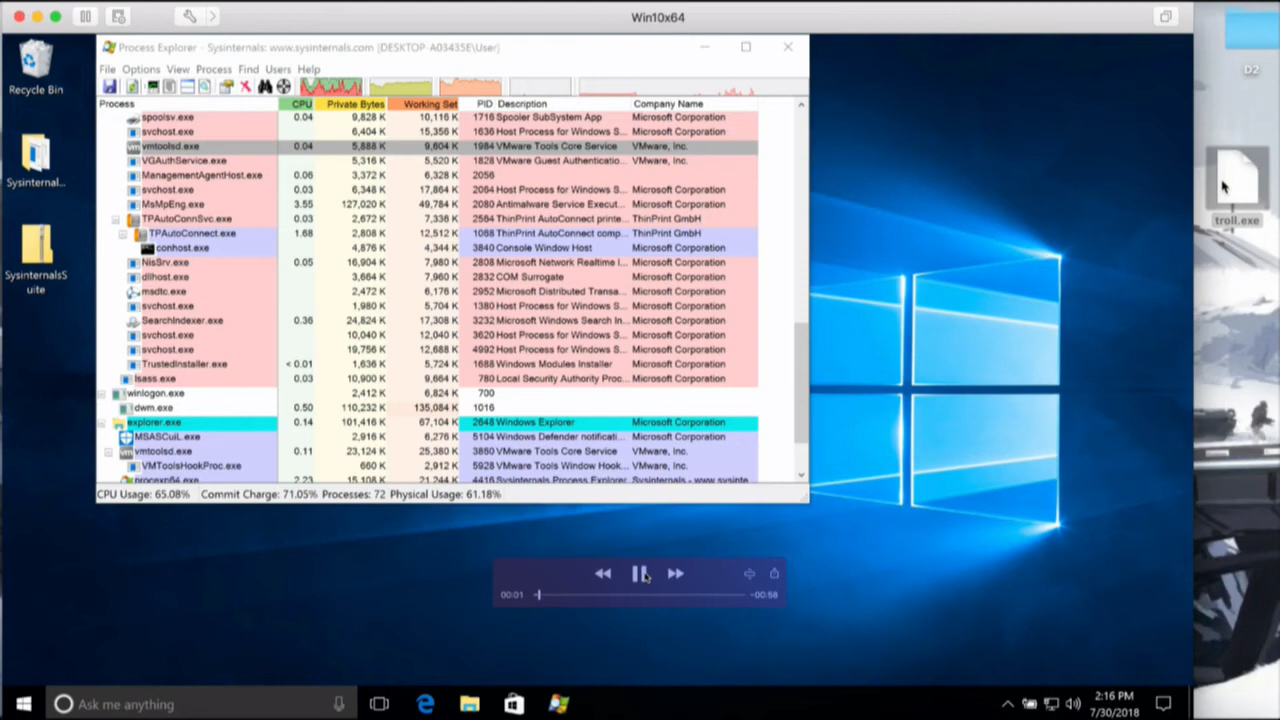 Win10x64
Process Explorer - Sysinternals: www.sysinternals.com [DESKTOP-A03435E\User]
File Options View Process Find Users Help
Process CPU Private Bytes Working Set PID Description Company Name
spoolsv.exe 0.04 9,828 K 10,116 K 1716 Spooler SubSystem App Microsoft Corporation
svchost.exe 6,404 K 15,356 K 1636 Host Process for Windows S... Microsoft Corporation
vmtoolsd.exe 0.04 5,888 K 9,604 K 1984 VMware Tools Core Service VMware, Inc.
VGAuthService.exe 5,316 K 5,520 K 1828 VMware Guest Authenticatio... VMware, Inc.
ManagementAgentHost.exe 0.06 3,372 K 6,328 K 2056
svchost.exe 0.03 6,348 K 17,864 K 2064 Host Process for Windows S... Microsoft Corporation
MsMpEng.exe 3.55 127,020 K 49,784 K 2080 Antimalware Service Execut... Microsoft Corporation
TPAutoConnSvc.exe 0.03 2,672 K 7,336 K 2564 ThinPrint AutoConnect printe... ThinPrint GmbH
TPAutoConnect.exe 1.68 2,808 K 12,512 K 1068 ThinPrint AutoConnect comp... ThinPrint GmbH
conhost.exe 4,876 K 4,344 K 3840 Console Window Host Microsoft Corporation
NisSrv.exe 0.05 16,904 K 7,980 K 2808 Microsoft Network Realtime I... Microsoft Corporation
dllhost.exe 3,664 K 7,960 K 2832 COM Surrogate Microsoft Corporation
msdtc.exe 2,472 K 6,176 K 2952 Microsoft Distributed Transa... Microsoft Corporation
svchost.exe 1,980 K 5,704 K 1380 Host Process for Windows S... Microsoft Corporation
SearchIndexer.exe 0.36 24,824 K 17,308 K 3232 Microsoft Windows Search In... Microsoft Corporation
svchost.exe 10,040 K 12,040 K 3620 Host Process for Windows S... Microsoft Corporation
svchost.exe 19,756 K 12,688 K 4992 Host Process for Windows S... Microsoft Corporation
TrustedInstaller.exe < 0.01 1,636 K 5,724 K 1688 Windows Modules Installer Microsoft Corporation
lsass.exe 0.03 10,900 K 9,664 K 780 Local Security Authority Proc... Microsoft Corporation
winlogon.exe 2,412 K 6,824 K 700
dwm.exe 0.50 110,232 K 135,084 K 1016
explorer.exe 0.14 101,416 K 67,104 K 2648 Windows Explorer Microsoft Corporation
MSASCuiL.exe 2,916 K 6,276 K 5104 Windows Defender notificati... Microsoft Corporation
vmtoolsd.exe 0.11 23,124 K 25,380 K 3860 VMware Tools Core Service VMware, Inc.
VMToolsHookProc.exe 660 K 2,912 K 5928 VMware Tools Window Hook... VMware, Inc.
procexp64.exe 2.23 15,108 K 21,244 K 4416 Sysinternals Process Explorer Sysinternals - www.sysinte
CPU Usage: 65.08% Commit Charge: 71.05% Processes: 72 Physical Usage: 61.18%
Recycle Bin
Sysinternal...
SysinternalsS
uite
D2
troll.exe
00:01
-00:58
Ask me anything
2:16 PM
7/30/2018